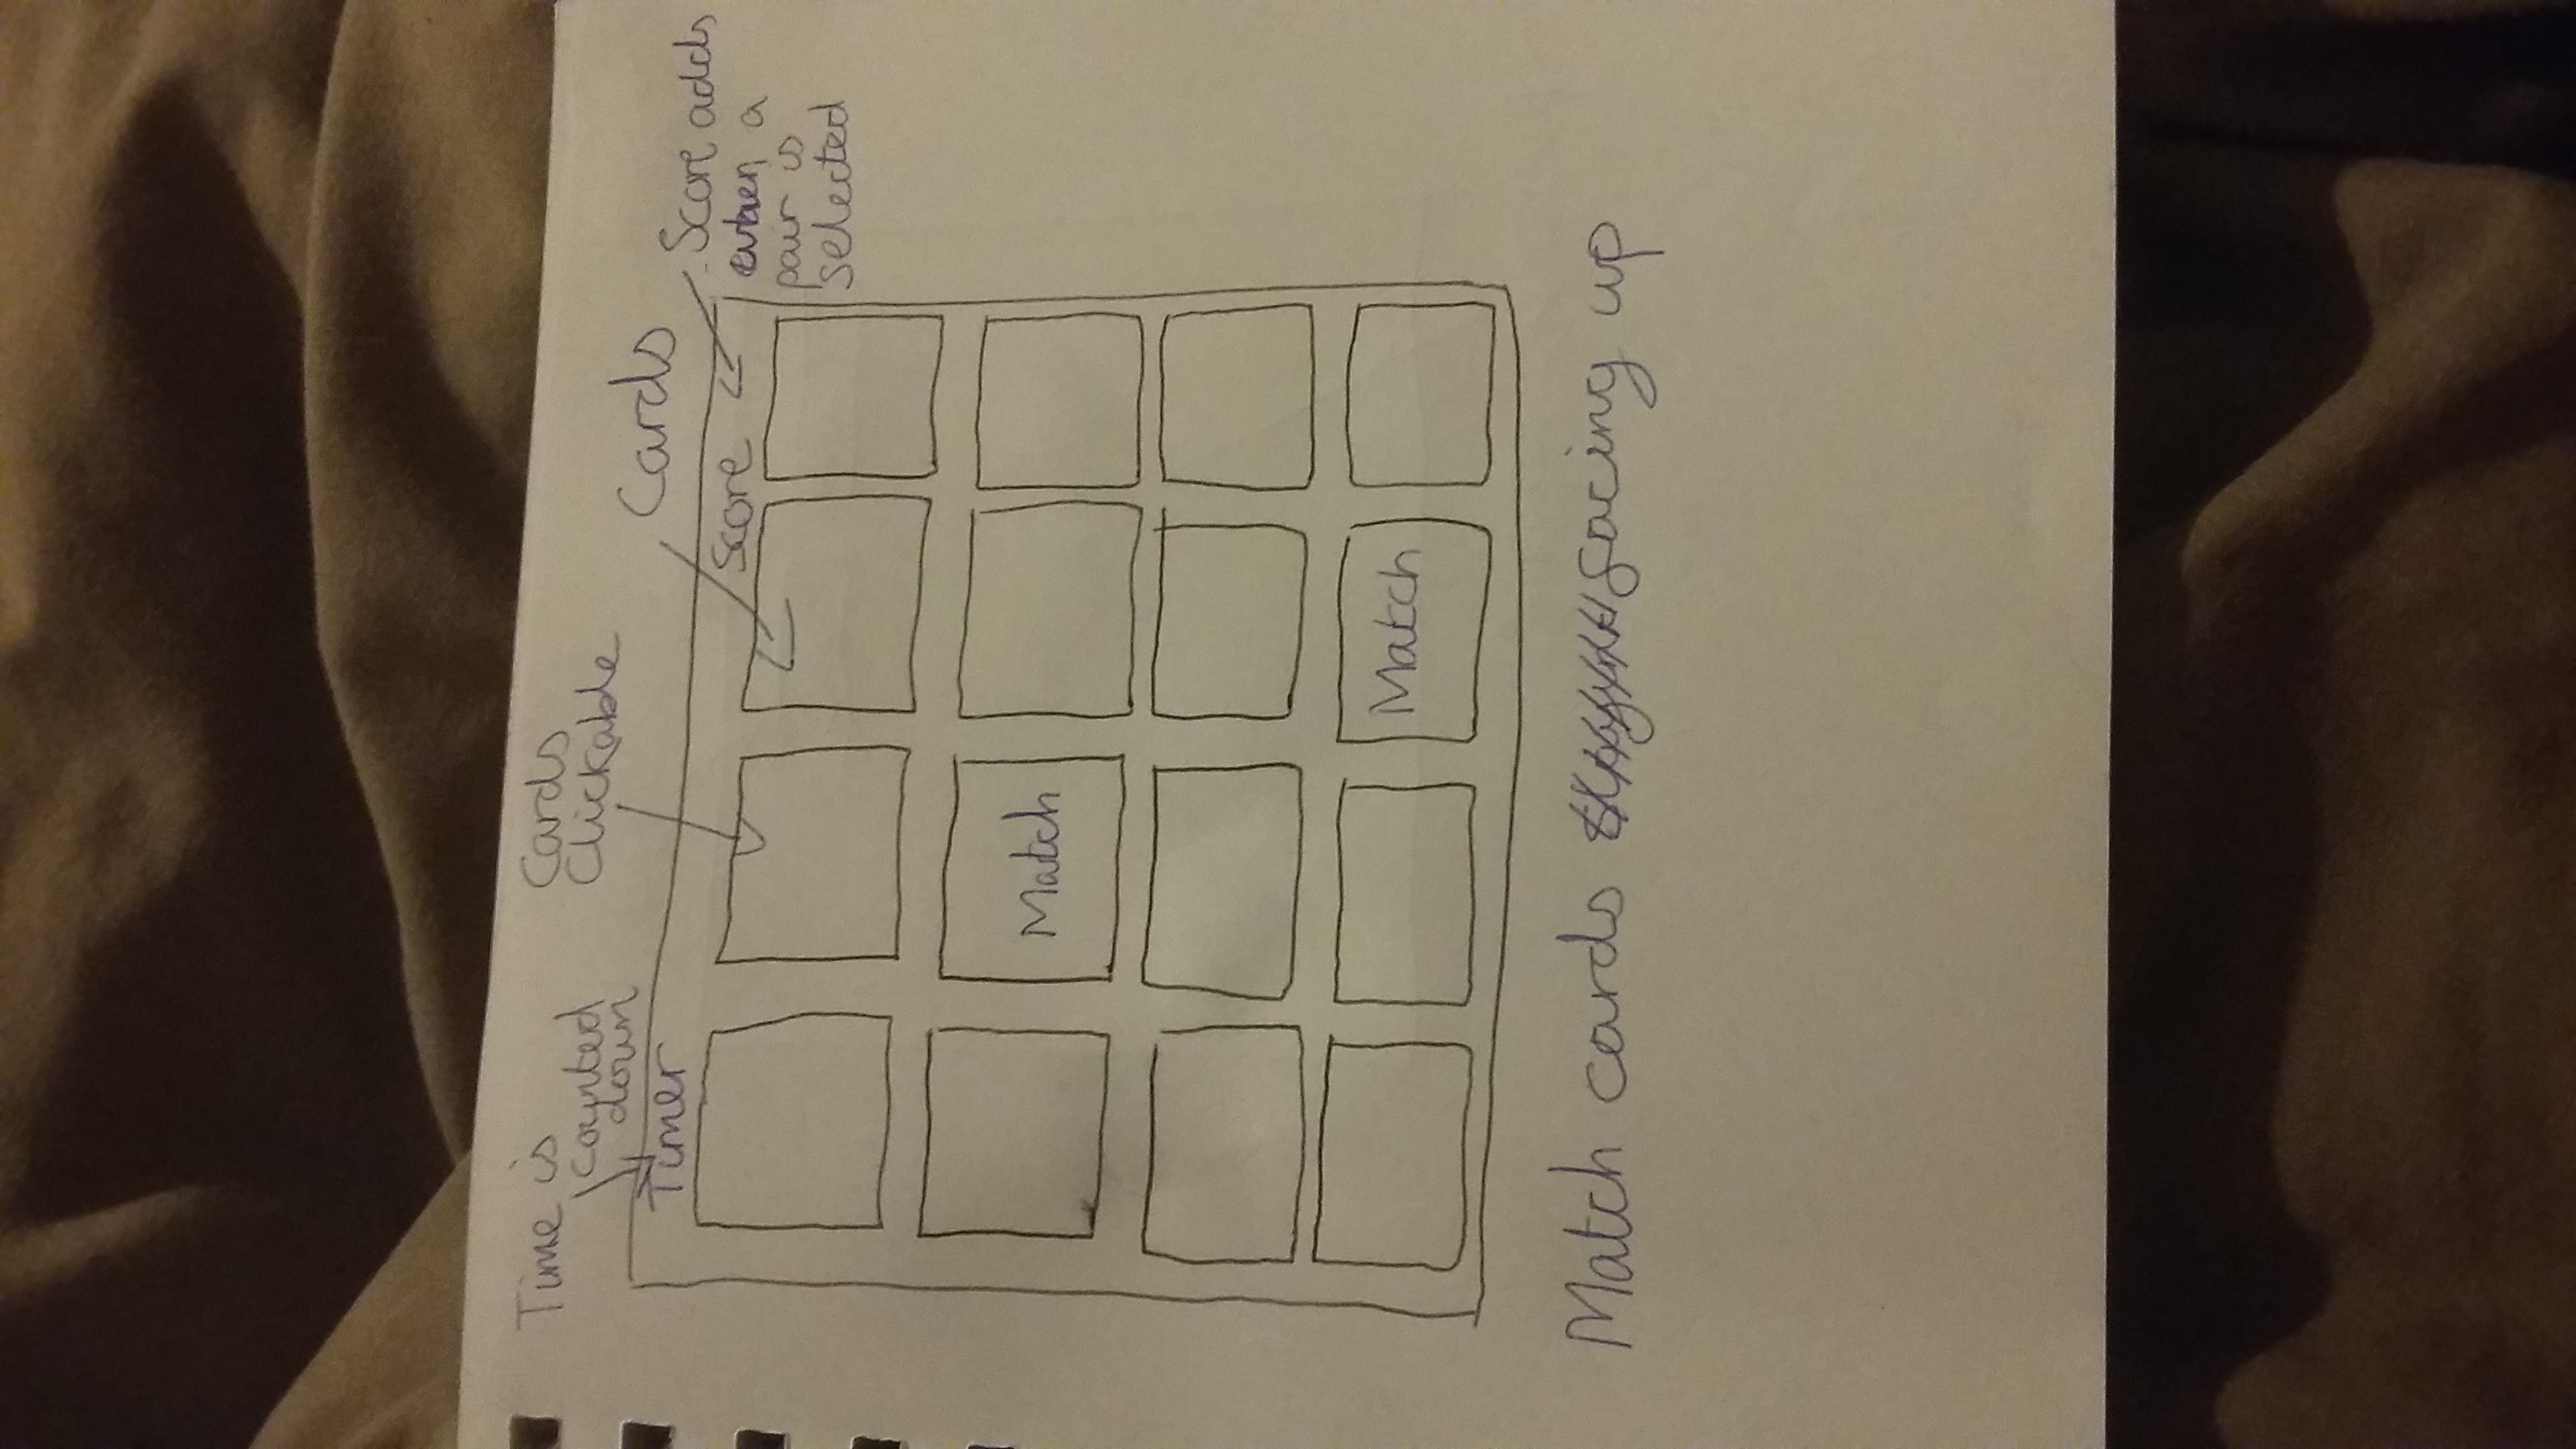 Time is
counted
down
Timer
Cards
Clickable
Cards
Score
Score adds
when a
pair is
selected
Match
Match
Match cards facing up